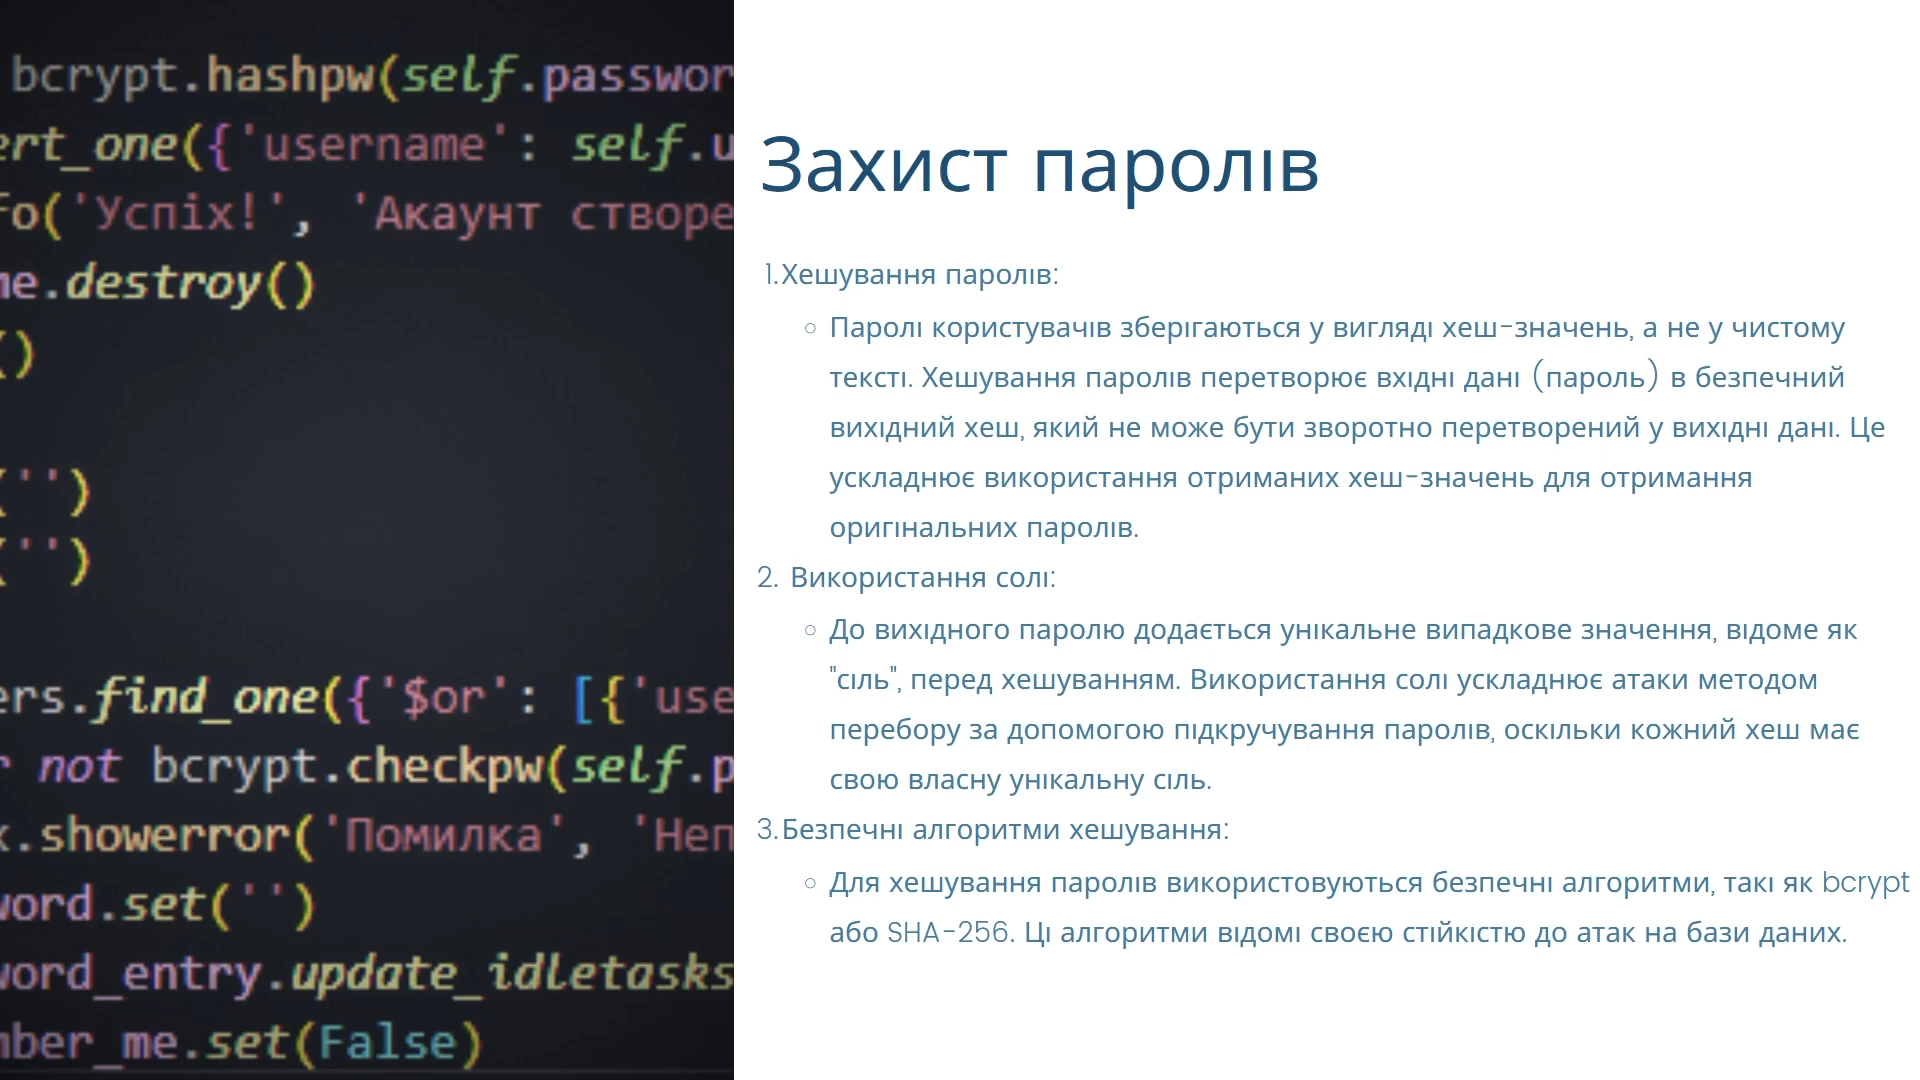 bcrypt.hashpw(self.passwor
ert_one({'username': self.u
fo('Успіх!', 'Акаунт створе
me.destroy()
()
('')
('')
ers.find_one({'$or': [{'use
r not bcrypt.checkpw(self.p
x.showerror('Помилка', 'Неп
word.set('')
word_entry.update_idletasks
mber_me.set(False)
Захист паролів
1.Хешування паролів:
Паролі користувачів зберігаються у вигляді хеш-значень, а не у чистому
тексті. Хешування паролів перетворює вхідні дані (пароль) в безпечний
вихідний хеш, який не може бути зворотно перетворений у вихідні дані. Це
ускладнює використання отриманих хеш-значень для отримання
оригінальних паролів.
2. Використання солі:
До вихідного паролю додається унікальне випадкове значення, відоме як
"сіль", перед хешуванням. Використання солі ускладнює атаки методом
перебору за допомогою підкручування паролів, оскільки кожний хеш має
свою власну унікальну сіль.
3.Безпечні алгоритми хешування:
Для хешування паролів використовуються безпечні алгоритми, такі як bcrypt
або SHA-256. Ці алгоритми відомі своєю стійкістю до атак на бази даних.